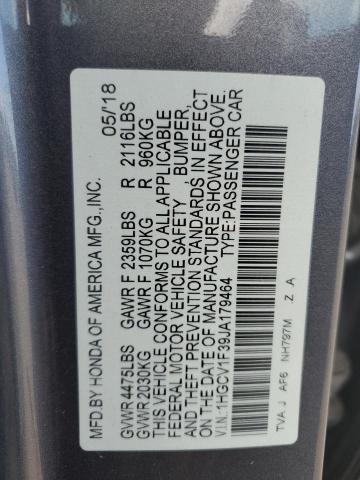 MFD.BY HONDA OF AMERICA MFG.,INC. 05/'18
GVWR 4475LBS GAWR F 2359LBS R 2116LBS
GVWR 2030KG GAWR F 1070KG R 960KG
THIS VEHICLE CONFORMS TO ALL APPLICABLE
FEDERAL MOTOR VEHICLE SAFETY BUMPER,
AND THEFT PREVENTION STANDARDS IN EFFECT
ON THE DATE OF MANUFACTURE SHOWN ABOVE.
VIN:1HGCV1F39JA179464 TYPE:PASSENGER CAR
TVA J AF6 NH797M Z A